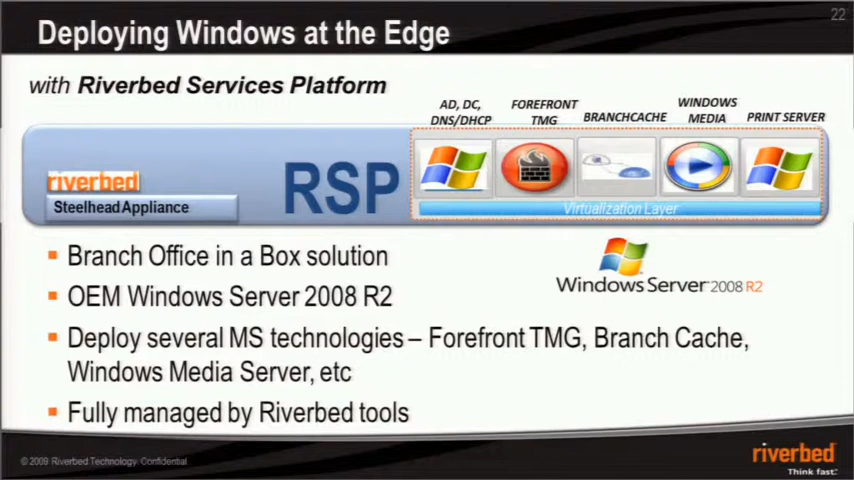 22
Deploying Windows at the Edge
with Riverbed Services Platform
AD, DC,
DNS/DHCP
FOREFRONT
TMG
BRANCHCACHE
WINDOWS
MEDIA
PRINT SERVER
riverbed
Steelhead Appliance
RSP
Virtualization Layer
Branch Office in a Box solution
OEM Windows Server 2008 R2
Windows Server 2008 R2
Deploy several MS technologies – Forefront TMG, Branch Cache,
Windows Media Server, etc
Fully managed by Riverbed tools
© 2009 Riverbed Technology. Confidential
riverbed
Think fast.